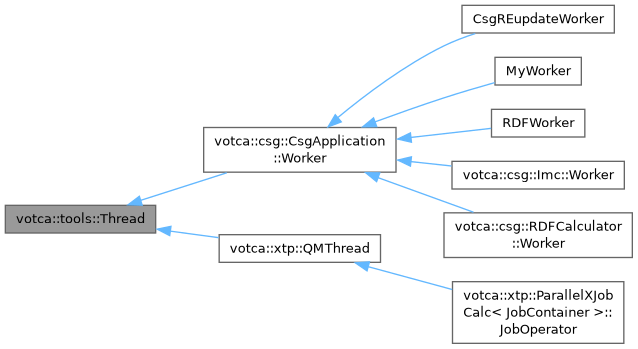 CsgREupdateWorker
MyWorker
RDFWorker
votca::csg::CsgApplication
::Worker
votca::csg::Imc::Worker
votca::tools::Thread
votca::csg::RDFCalculator
::Worker
votca::xtp::QMThread
votca::xtp::ParallelXJob
Calc< JobContainer >::
JobOperator